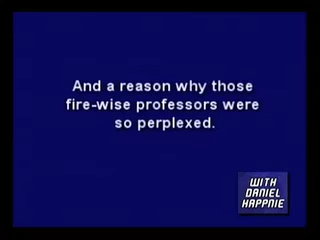 And a reason why those
fire-wise professors were
so perplexed.
WITH
DANIEL
HAPPNIE